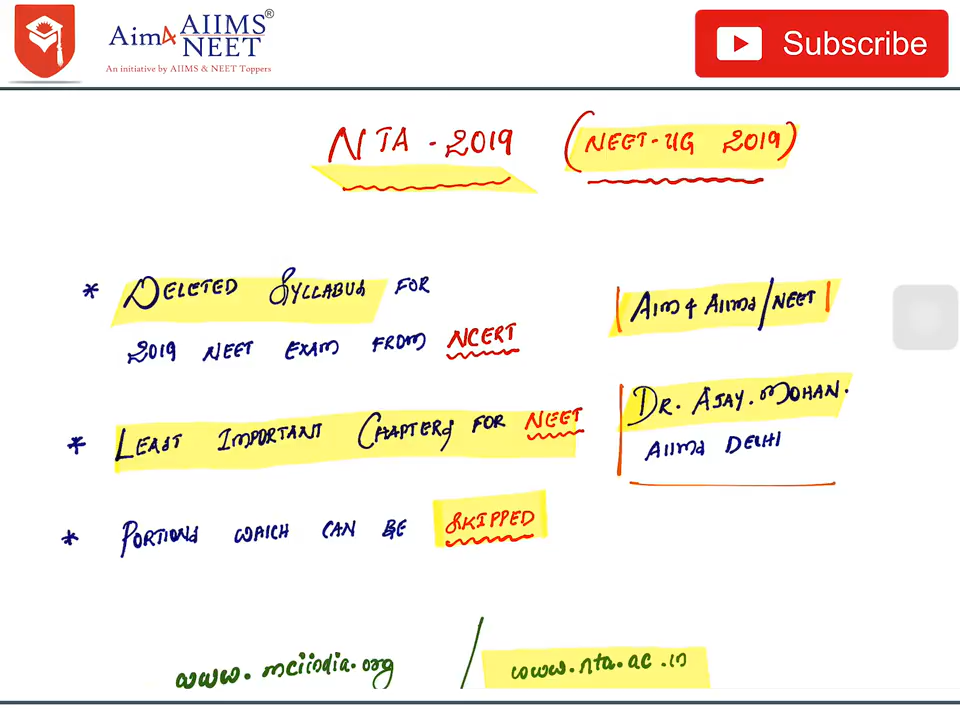 Aim4 AIIMS® NEET
An initiative by AIIMS & NEET Toppers
Subscribe
NTA - 2019 (NEET-UG 2019)
* DELETED SYLLABUS FOR
2019 NEET EXAM FROM NCERT
AIM 4 AIIMS/NEET
* LEAST IMPORTANT CHAPTERS FOR NEET
DR. AJAY. MOHAN.
AIIMS DELHI
* PORTIONS WHICH CAN BE SKIPPED
www.mciindia.org / www.nta.ac.in